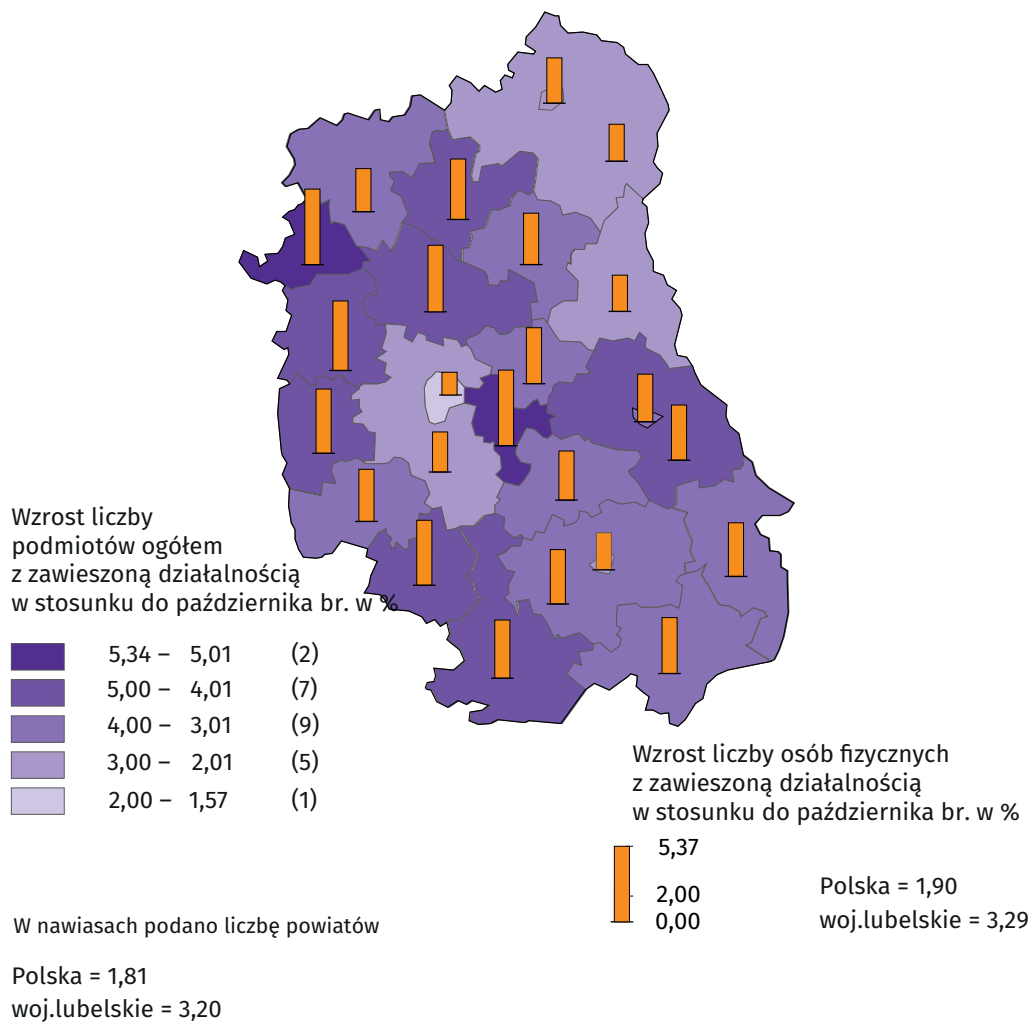 Wzrost liczby
podmiotów ogółem
z zawieszoną działalnością
w stosunku do października br. w %
5,34 – 5,01 (2)
5,00 – 4,01 (7)
4,00 – 3,01 (9)
3,00 – 2,01 (5)
2,00 – 1,57 (1)
W nawiasach podano liczbę powiatów
Polska = 1,81
woj.lubelskie = 3,20
Wzrost liczby osób fizycznych
z zawieszoną działalnością
w stosunku do października br. w %
5,37
2,00
0,00
Polska = 1,90
woj.lubelskie = 3,29